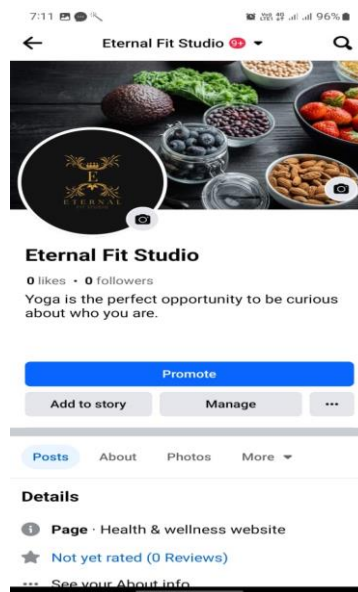 7:11 96%
Eternal Fit Studio 9+
E
ETERNAL
Eternal Fit Studio
0 likes • 0 followers
Yoga is the perfect opportunity to be curious
about who you are.
Promote
Add to story Manage ...
Posts About Photos More
Details
Page · Health & wellness website
Not yet rated (0 Reviews)
... See your About info